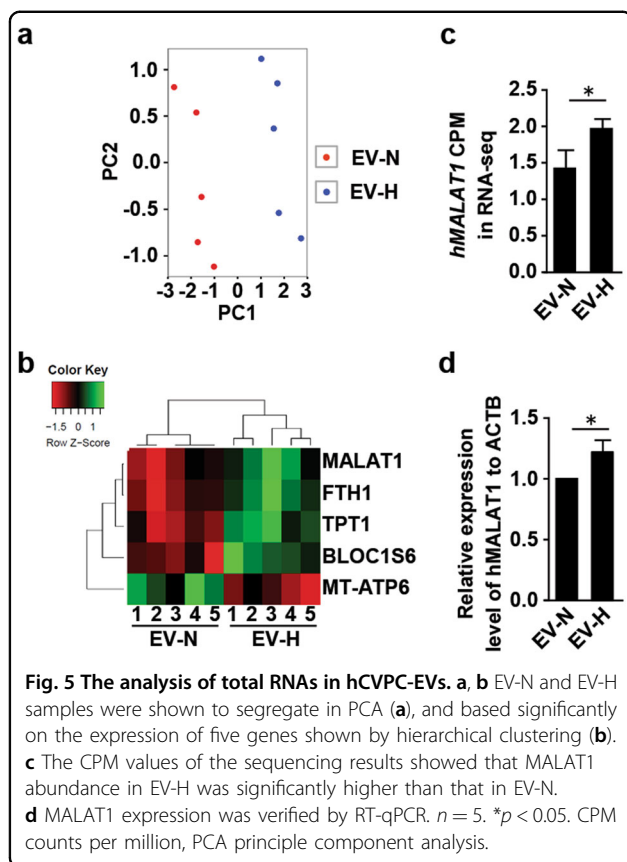 a
1.0
0.5
0.0
-0.5
-1.0
PC2
-3 -2 -1 0 1 2 3
PC1
EV-N
EV-H
c
hMALAT1 CPM
in RNA-seq
2.5
2.0
1.5
1.0
0.5
0.0
*
EV-N
EV-H
b
Color Key
-1.5 0 1
Row Z-Score
MALAT1
FTH1
TPT1
BLOC1S6
MT-ATP6
1 2 3 4 5 1 2 3 4 5
EV-N EV-H
d
Relative expression
level of hMALAT1 to ACTB
1.5
1.0
0.5
0.0
*
EV-N
EV-H
Fig. 5 The analysis of total RNAs in hCVPC-EVs. a, b EV-N and EV-H
samples were shown to segregate in PCA (a), and based significantly
on the expression of five genes shown by hierarchical clustering (b).
c The CPM values of the sequencing results showed that MALAT1
abundance in EV-H was significantly higher than that in EV-N.
d MALAT1 expression was verified by RT-qPCR. n = 5. *p < 0.05. CPM
counts per million, PCA principle component analysis.